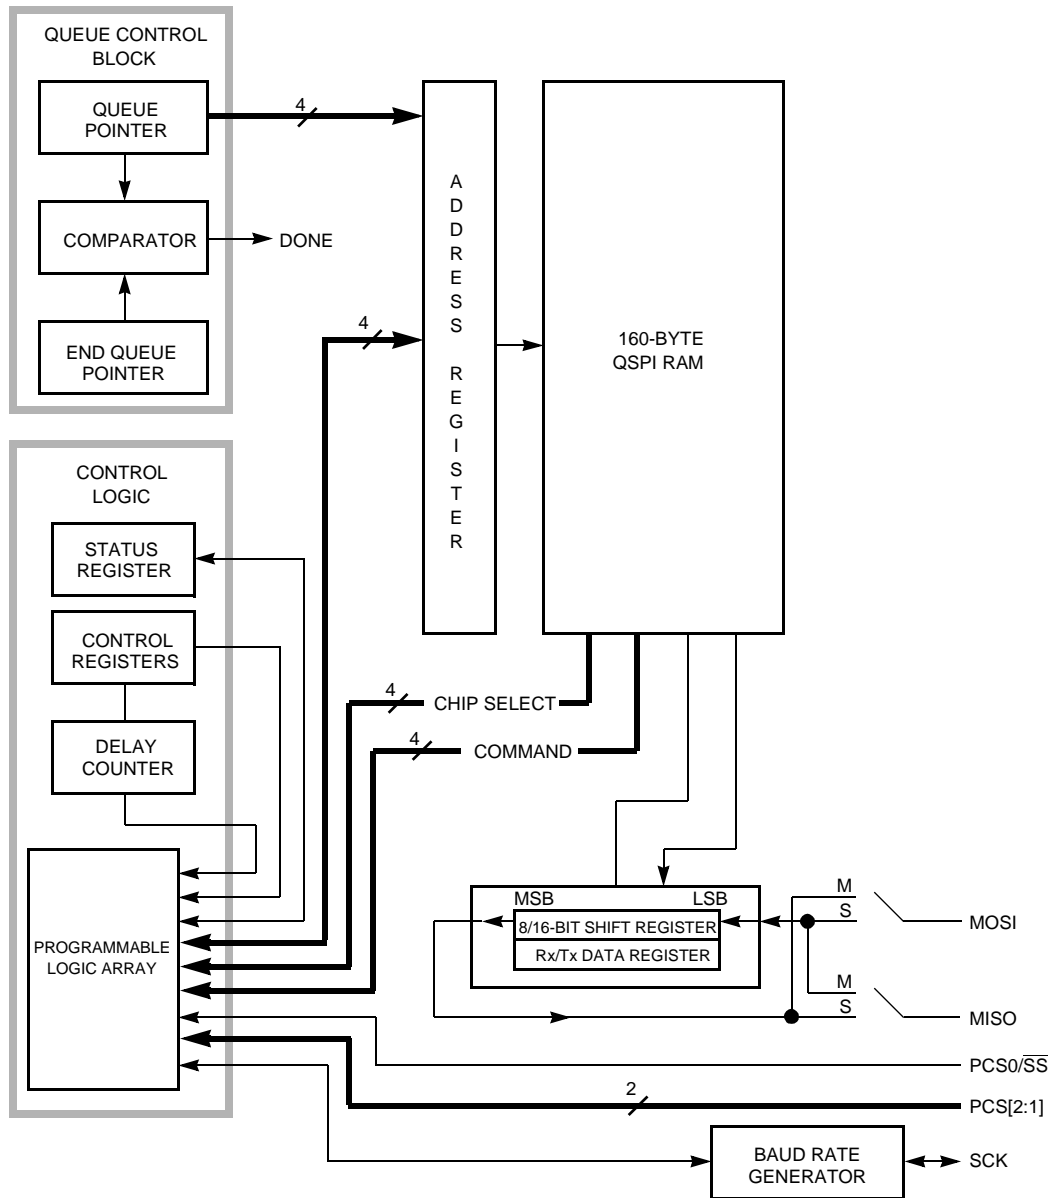 QUEUE CONTROL
BLOCK
QUEUE
POINTER
4
COMPARATOR
DONE
END QUEUE
POINTER
4
ADDRESS REGISTER
160-BYTE
QSPI RAM
CONTROL
LOGIC
STATUS
REGISTER
CONTROL
REGISTERS
DELAY
COUNTER
4
CHIP SELECT
4
COMMAND
PROGRAMMABLE
LOGIC ARRAY
MSB LSB
8/16-BIT SHIFT REGISTER
Rx/Tx DATA REGISTER
M
S
MOSI
M
S
MISO
PCS0/S̅S̅
2
PCS[2:1]
BAUD RATE
GENERATOR
SCK